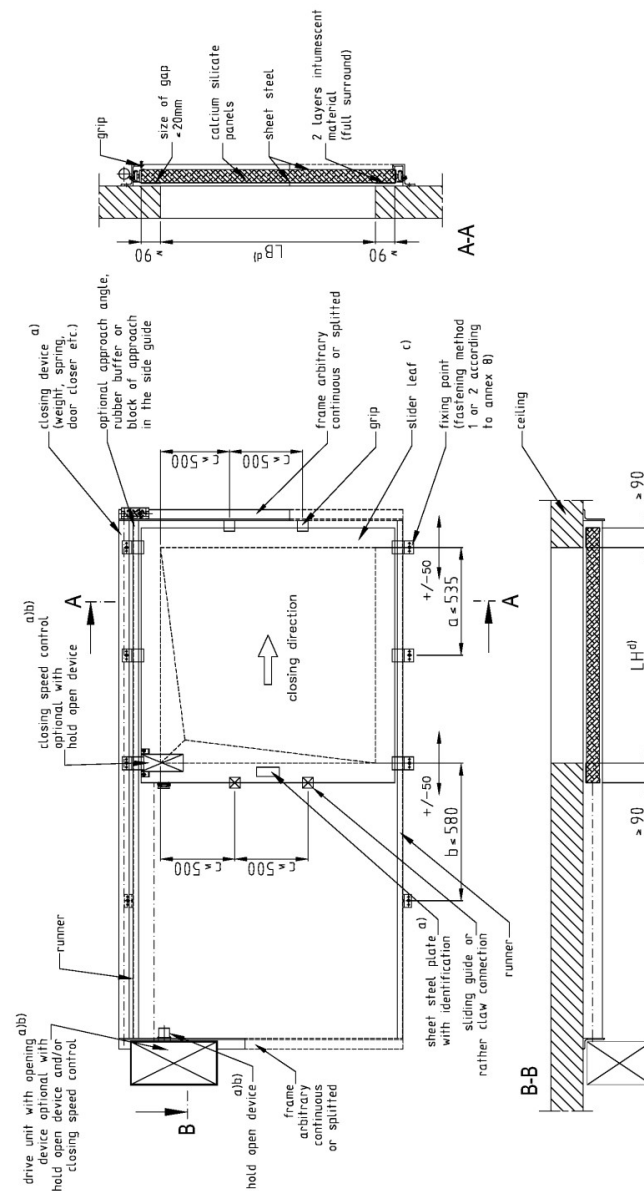 drive unit with opening a)b)
device optional with
hold open device and/or
closing speed control
runner
closing speed control a)b)
optional with
hold open device
closing device a)
(weight, spring,
door closer etc.)
optional approach angle,
rubber buffer or
block of approach
in the side guide
A
A
B
closing direction
c ≤ 500
c ≤ 500
c ≤ 500
c ≤ 500
hold open device a)b)
frame
arbitrary
continuous
or splitted
sheet steel plate a)
with identification
sliding guide or
rather claw connection
runner
b ≤ 580
+/-50
a ≤ 535
+/-50
frame arbitrary
continuous or splitted
grip
slider leaf c)
fixing point
(fastening method
1 or 2 according
to annex B)
ceiling
B-B
≥ 90
LH d)
≥ 90
≥ 90
LB d)
≥ 90
A-A
grip
size of gap
≤ 20mm
calcium silicate
panels
sheet steel
2 layers intumescent
material
(full surround)